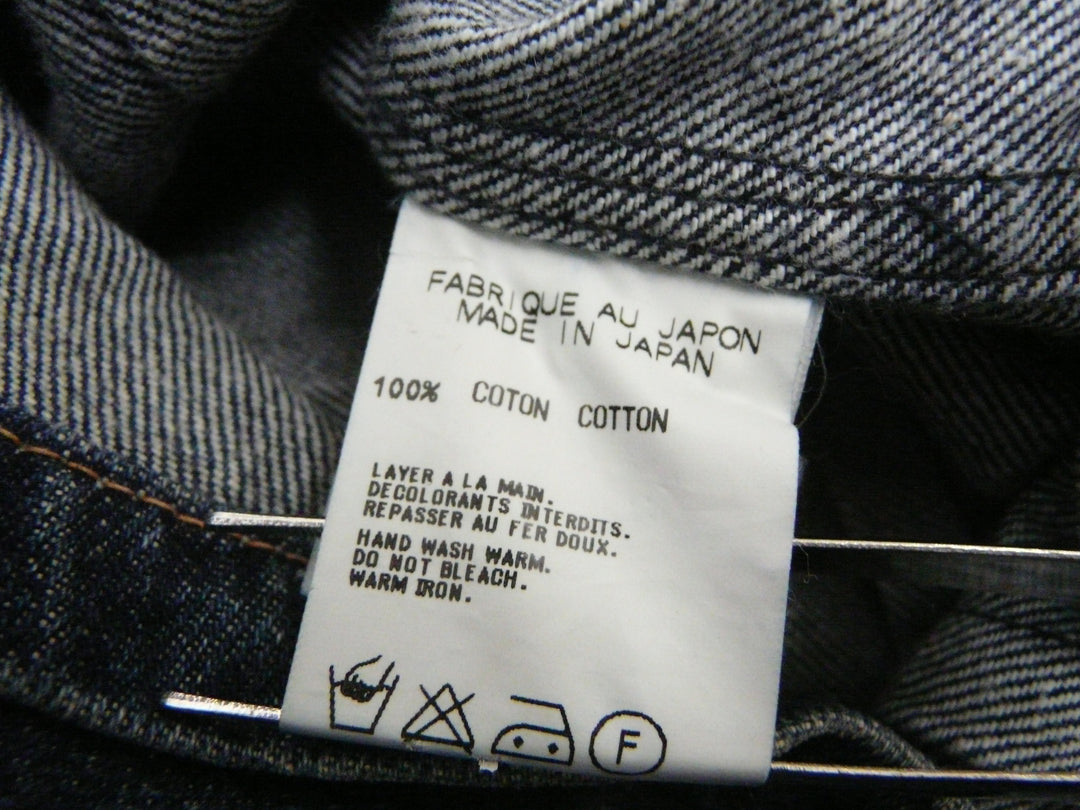 FABRIQUE AU JAPON
MADE IN JAPAN
100% COTON COTTON
LAYER A LA MAIN.
DECOLORANTS INTERDITS.
REPASSER AU FER DOUX.
HAND WASH WARM.
DO NOT BLEACH.
WARM IRON.
F